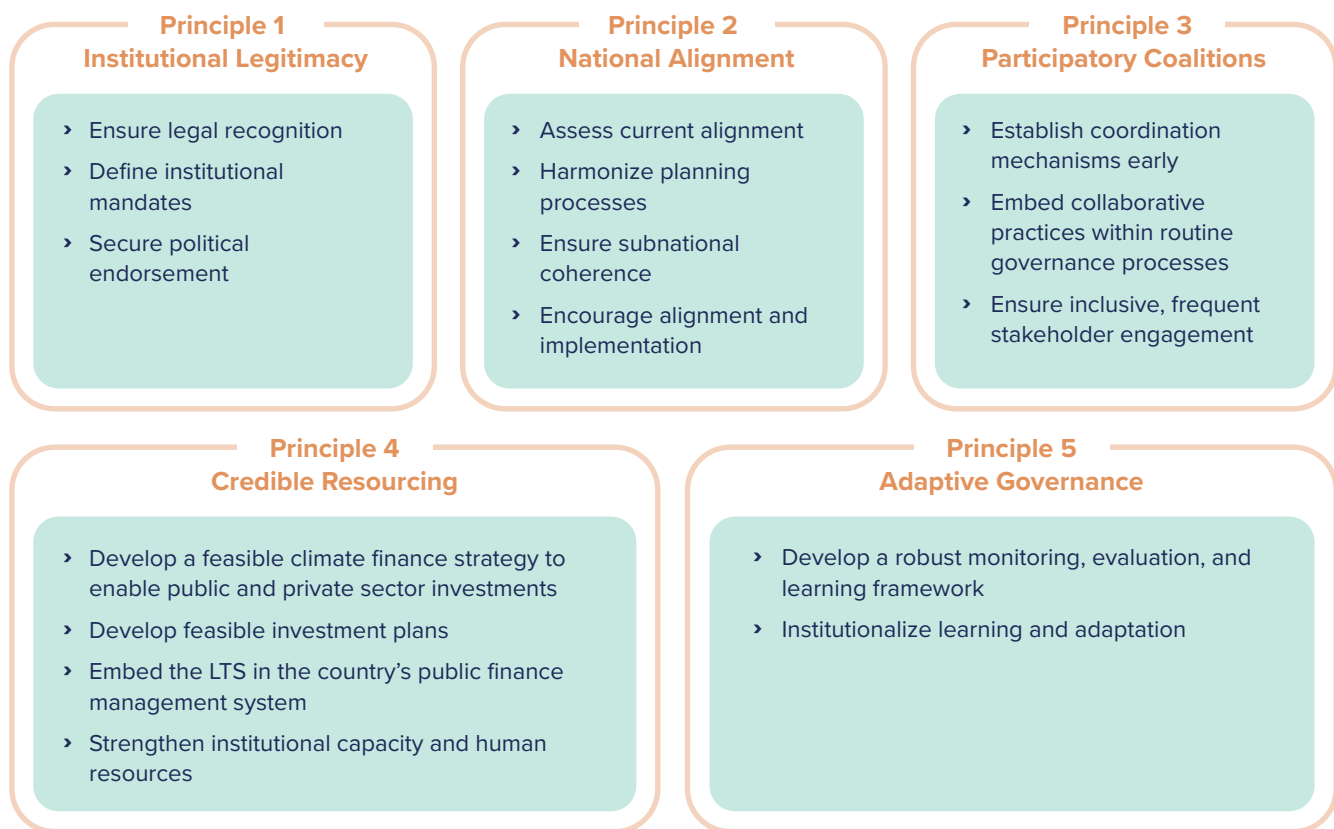 Principle 1
Institutional Legitimacy
› Ensure legal recognition
› Define institutional
mandates
› Secure political
endorsement
Principle 2
National Alignment
› Assess current alignment
› Harmonize planning
processes
› Ensure subnational
coherence
› Encourage alignment and
implementation
Principle 3
Participatory Coalitions
› Establish coordination
mechanisms early
› Embed collaborative
practices within routine
governance processes
› Ensure inclusive, frequent
stakeholder engagement
Principle 4
Credible Resourcing
› Develop a feasible climate finance strategy to
enable public and private sector investments
› Develop feasible investment plans
› Embed the LTS in the country’s public finance
management system
› Strengthen institutional capacity and human
resources
Principle 5
Adaptive Governance
› Develop a robust monitoring, evaluation, and
learning framework
› Institutionalize learning and adaptation